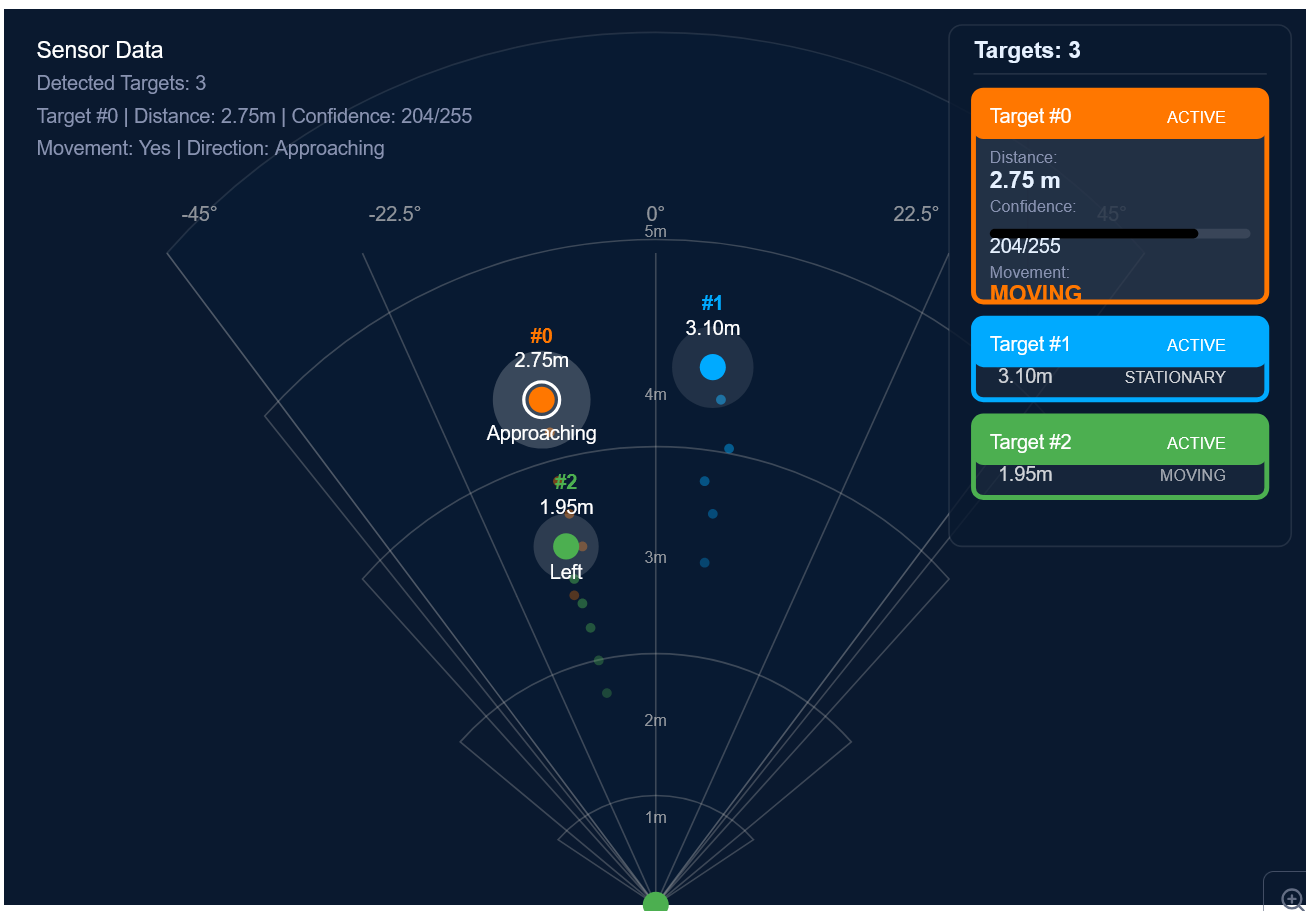 Sensor Data
Detected Targets: 3
Target #0 | Distance: 2.75m | Confidence: 204/255
Movement: Yes | Direction: Approaching
-45°
-22.5°
0°
22.5°
45°
5m
4m
3m
2m
1m
#0
2.75m
Approaching
#1
3.10m
#2
1.95m
Left
Targets: 3
Target #0 ACTIVE
Distance:
2.75 m
Confidence:
204/255
Movement:
MOVING
Target #1 ACTIVE
3.10m STATIONARY
Target #2 ACTIVE
1.95m MOVING